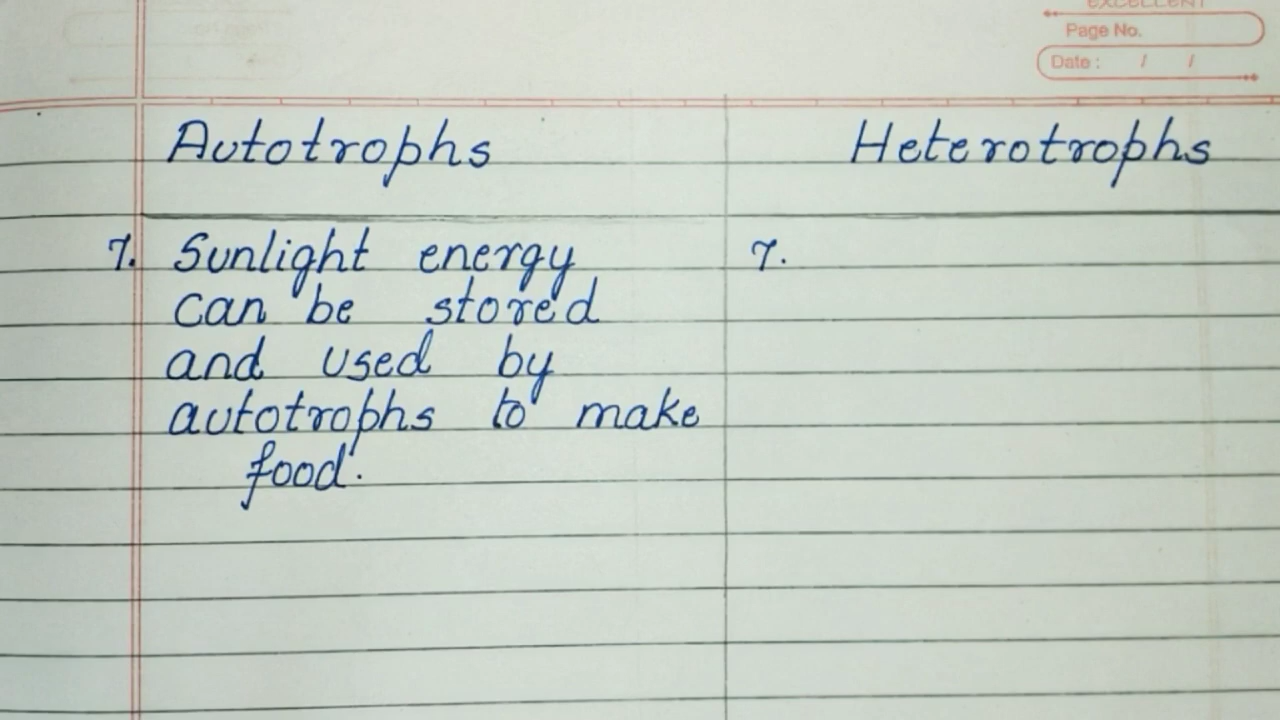 EXCELLENT
Page No.
Date : / /
Autotrophs Heterotrophs
7. Sunlight energy 7.
can be stored
and used by
autotrophs to make
food.